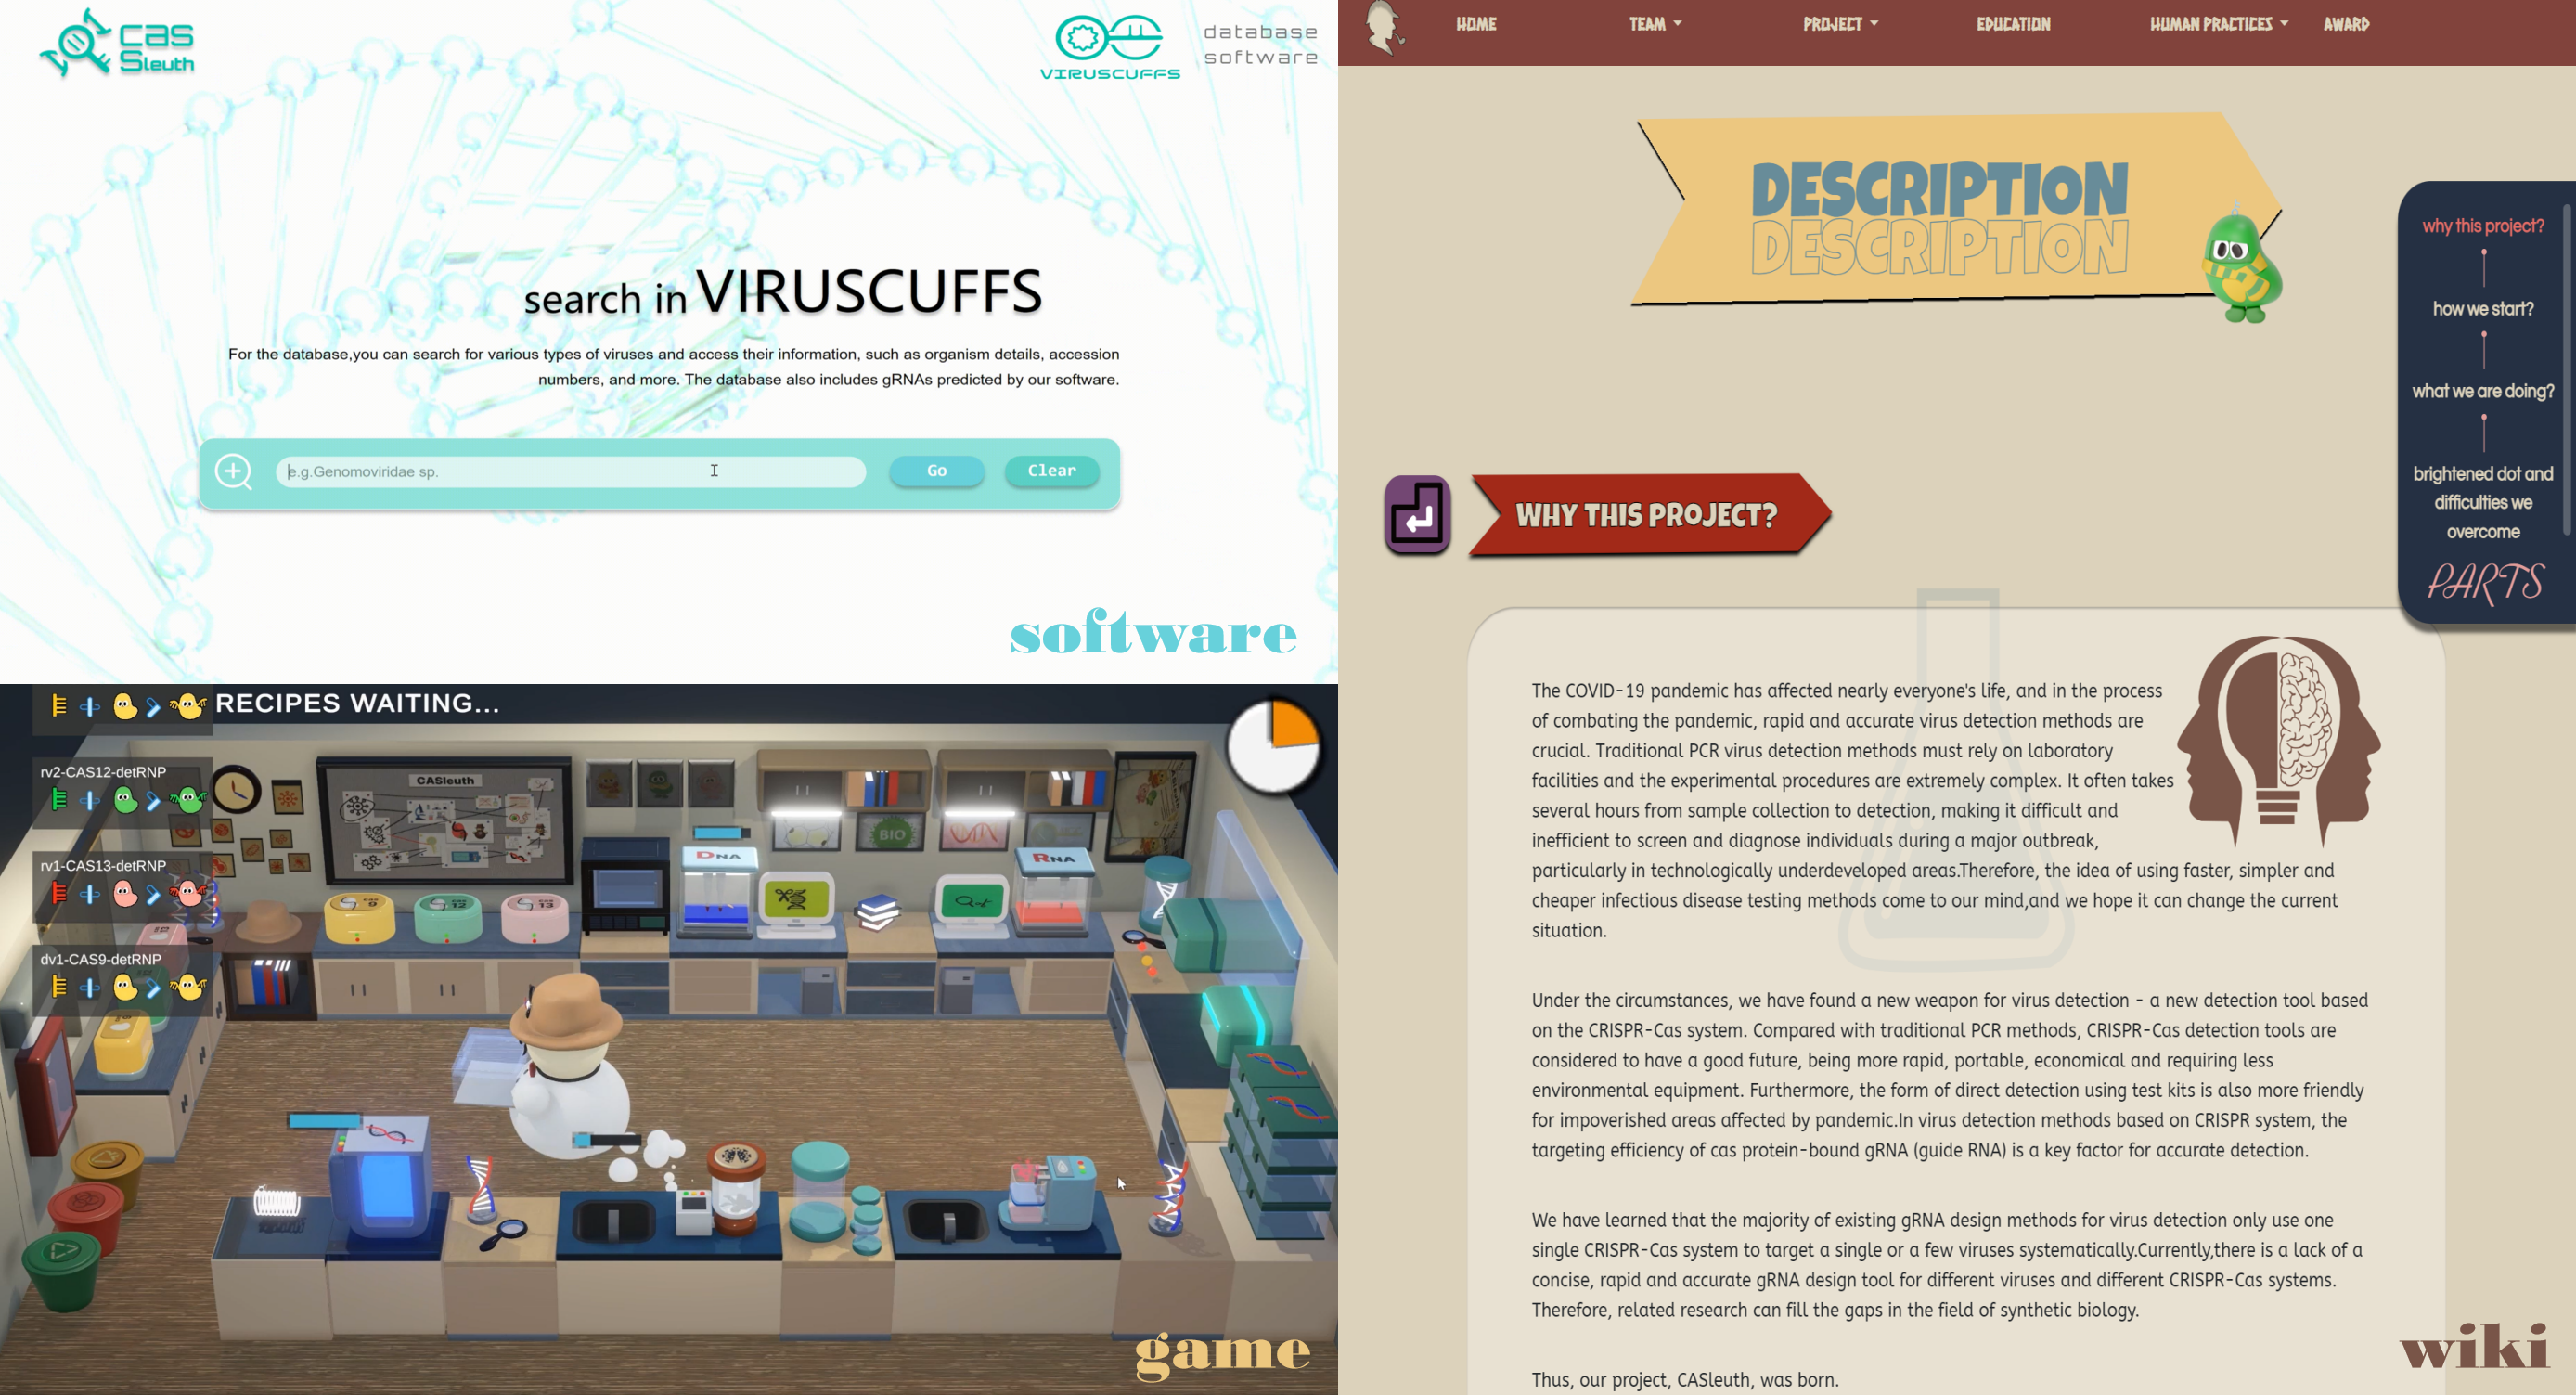 cas
Sleuth
VIRUSCUFFS
database
software
search in VIRUSCUFFS
For the database,you can search for various types of viruses and access their information, such as organism details, accession
numbers, and more. The database also includes gRNAs predicted by our software.
e.g.Genomoviridae sp.
Go
Clear
software
RECIPES WAITING...
rv2-CAS12-detRNP
rv1-CAS13-detRNP
dv1-CAS9-detRNP
CASleuth
BIO
DNA
RNA
CAS 9
CAS 12
CAS 13
game
HOME
TEAM
PROJECT
EDUCATION
HUMAN PRACTICES
AWARD
DESCRIPTION
DESCRIPTION
why this project?
how we start?
what we are doing?
brightened dot and
difficulties we
overcome
PARTS
WHY THIS PROJECT?
The COVID-19 pandemic has affected nearly everyone's life, and in the process
of combating the pandemic, rapid and accurate virus detection methods are
crucial. Traditional PCR virus detection methods must rely on laboratory
facilities and the experimental procedures are extremely complex. It often takes
several hours from sample collection to detection, making it difficult and
inefficient to screen and diagnose individuals during a major outbreak,
particularly in technologically underdeveloped areas.Therefore, the idea of using faster, simpler and
cheaper infectious disease testing methods come to our mind,and we hope it can change the current
situation.
Under the circumstances, we have found a new weapon for virus detection - a new detection tool based
on the CRISPR-Cas system. Compared with traditional PCR methods, CRISPR-Cas detection tools are
considered to have a good future, being more rapid, portable, economical and requiring less
environmental equipment. Furthermore, the form of direct detection using test kits is also more friendly
for impoverished areas affected by pandemic.In virus detection methods based on CRISPR system, the
targeting efficiency of cas protein-bound gRNA (guide RNA) is a key factor for accurate detection.
We have learned that the majority of existing gRNA design methods for virus detection only use one
single CRISPR-Cas system to target a single or a few viruses systematically.Currently,there is a lack of a
concise, rapid and accurate gRNA design tool for different viruses and different CRISPR-Cas systems.
Therefore, related research can fill the gaps in the field of synthetic biology.
Thus, our project, CASleuth, was born.
wiki